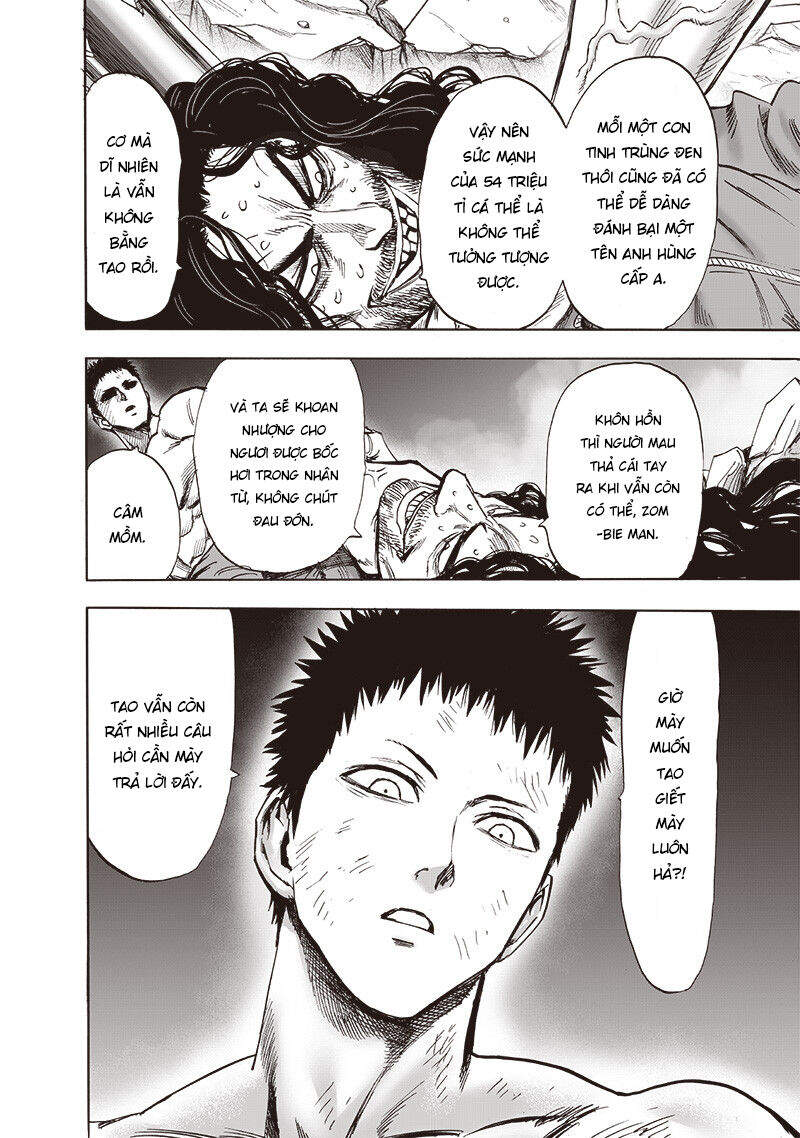 MỖI MỘT CON
TINH TRÙNG ĐEN
THÓI CŨNG ĐÃ CÓ
THỂ DỄ DÀNG
ĐÁNH BẠI MỘT
TÊN ANH HÙNG
CẤP A.
VẬY NÊN
SỨC MẠNH
CỦA 54 TRIỆU
TỈ CÁ THỂ LÀ
KHÔNG THỂ
TƯỞNG TƯỢNG
ĐƯỢC.
CƠ MÀ
DĨ NHIÊN
LÀ VẪN
KHÔNG
BẰNG
TAO RỒI.
KHÔN HỒN
THÌ NGƯỜI MAU
THẢ CÁI TAY
RA KHI VẪN CÒN
CÓ THỂ, ZOM
-BIE MAN.
VÀ TA SẼ KHOAN
NHƯỢNG CHO
NGƯƠI ĐƯỢC BỐC
HƠI TRONG NHÂN
TỪ, KHÔNG CHÚT
ĐAU ĐỚN.
CÂM
MỒM.
GIỜ
MÀY
MUỐN
TAO
GIẾT
MÀY
LUÔN
HẢ?!
TAO VẪN CÒN
RẤT NHIỀU CÂU
HỎI CẦN MÀY
TRẢ LỜI ĐẤY.